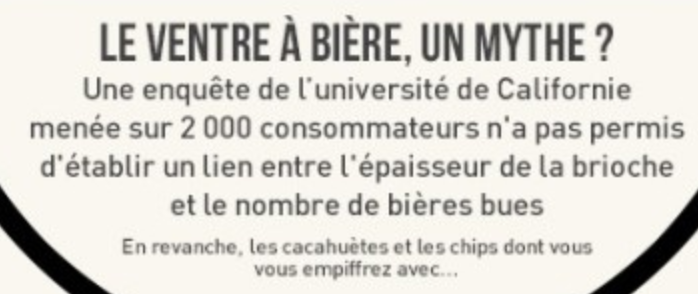 LE VENTRE À BIÈRE, UN MYTHE ?
Une enquête de l'université de Californie
menée sur 2 000 consommateurs n'a pas permis
d'établir un lien entre l'épaisseur de la brioche
et le nombre de bières bues
En revanche, les cacahuètes et les chips dont vous
vous empiffrez avec...